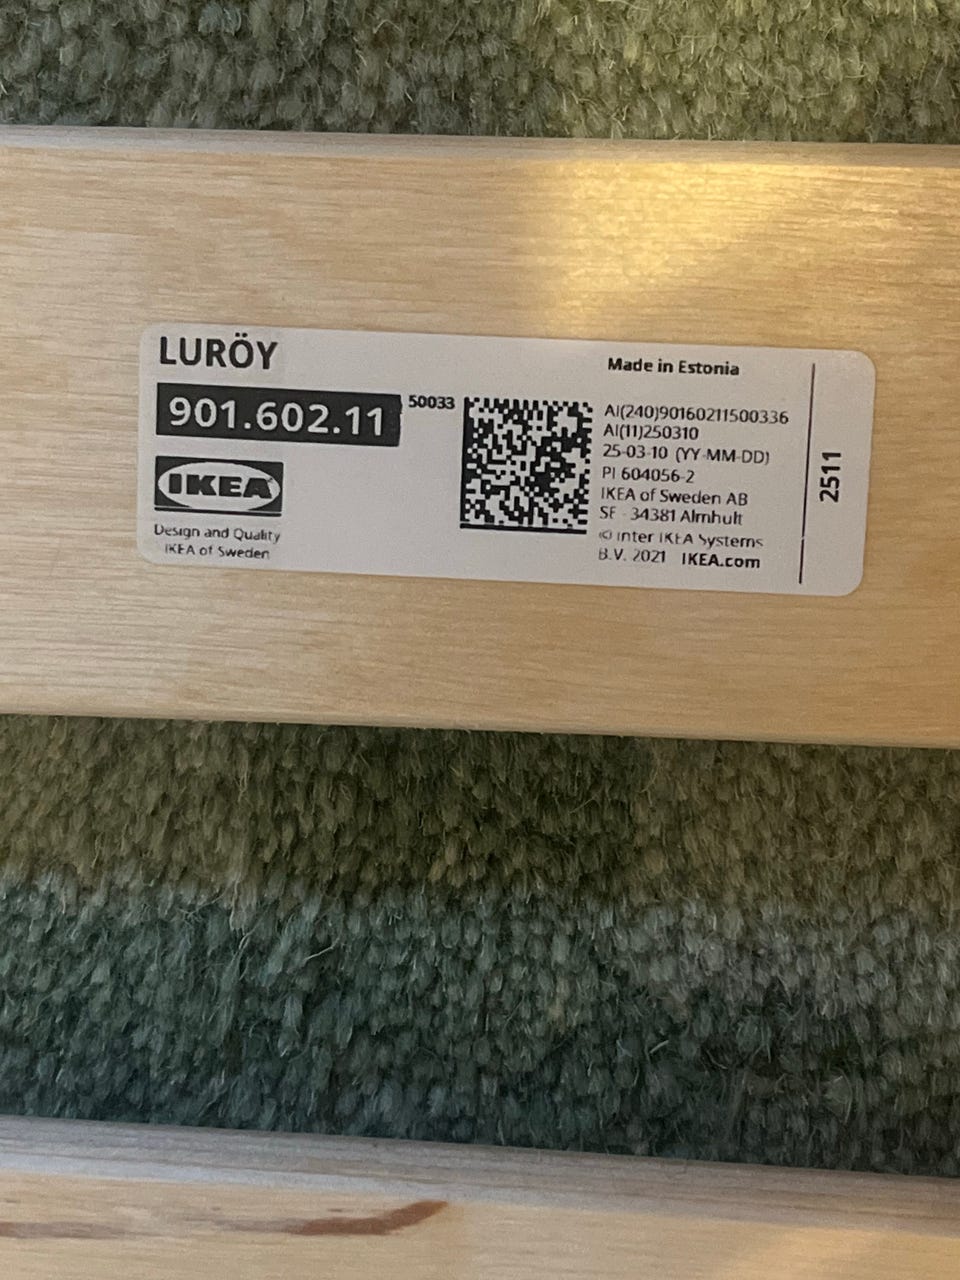 LURÖY
901.602.11
50033
IKEA
Design and Quality
IKEA of Sweden
Made in Estonia
AI(240)90160211500336
AI(11)250310
25-03-10 (YY-MM-DD)
PI 604056-2
IKEA of Sweden AB
SE - 34381 Älmhult
© Inter IKEA Systems
B.V. 2021 IKEA.com
2511